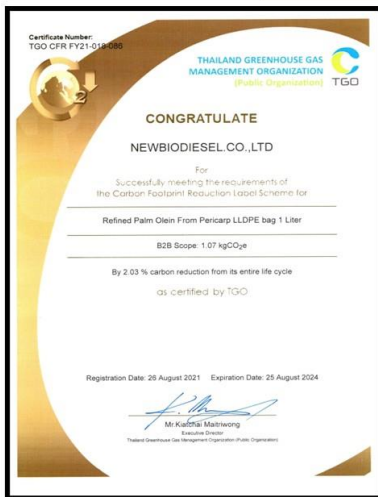 Certificate Number:
TGO CFR FY21-018-086
THAILAND GREENHOUSE GAS
MANAGEMENT ORGANIZATION
(Public Organization)
TGO
2
CONGRATULATE
NEWBIODIESEL.CO.,LTD
For
Successfully meeting the requirements of
the Carbon Footprint Reduction Label Scheme for
Refined Palm Olein From Pericarp LLDPE bag 1 Liter
B2B Scope: 1.07 kgCO2e
By 2.03 % carbon reduction from its entire life cycle
as certified by TGO
Registration Date: 26 August 2021 Expiration Date: 25 August 2024
Mr.Kiatchai Maitriwong
Executive Director
Thailand Greenhouse Gas Management Organization (Public Organization)